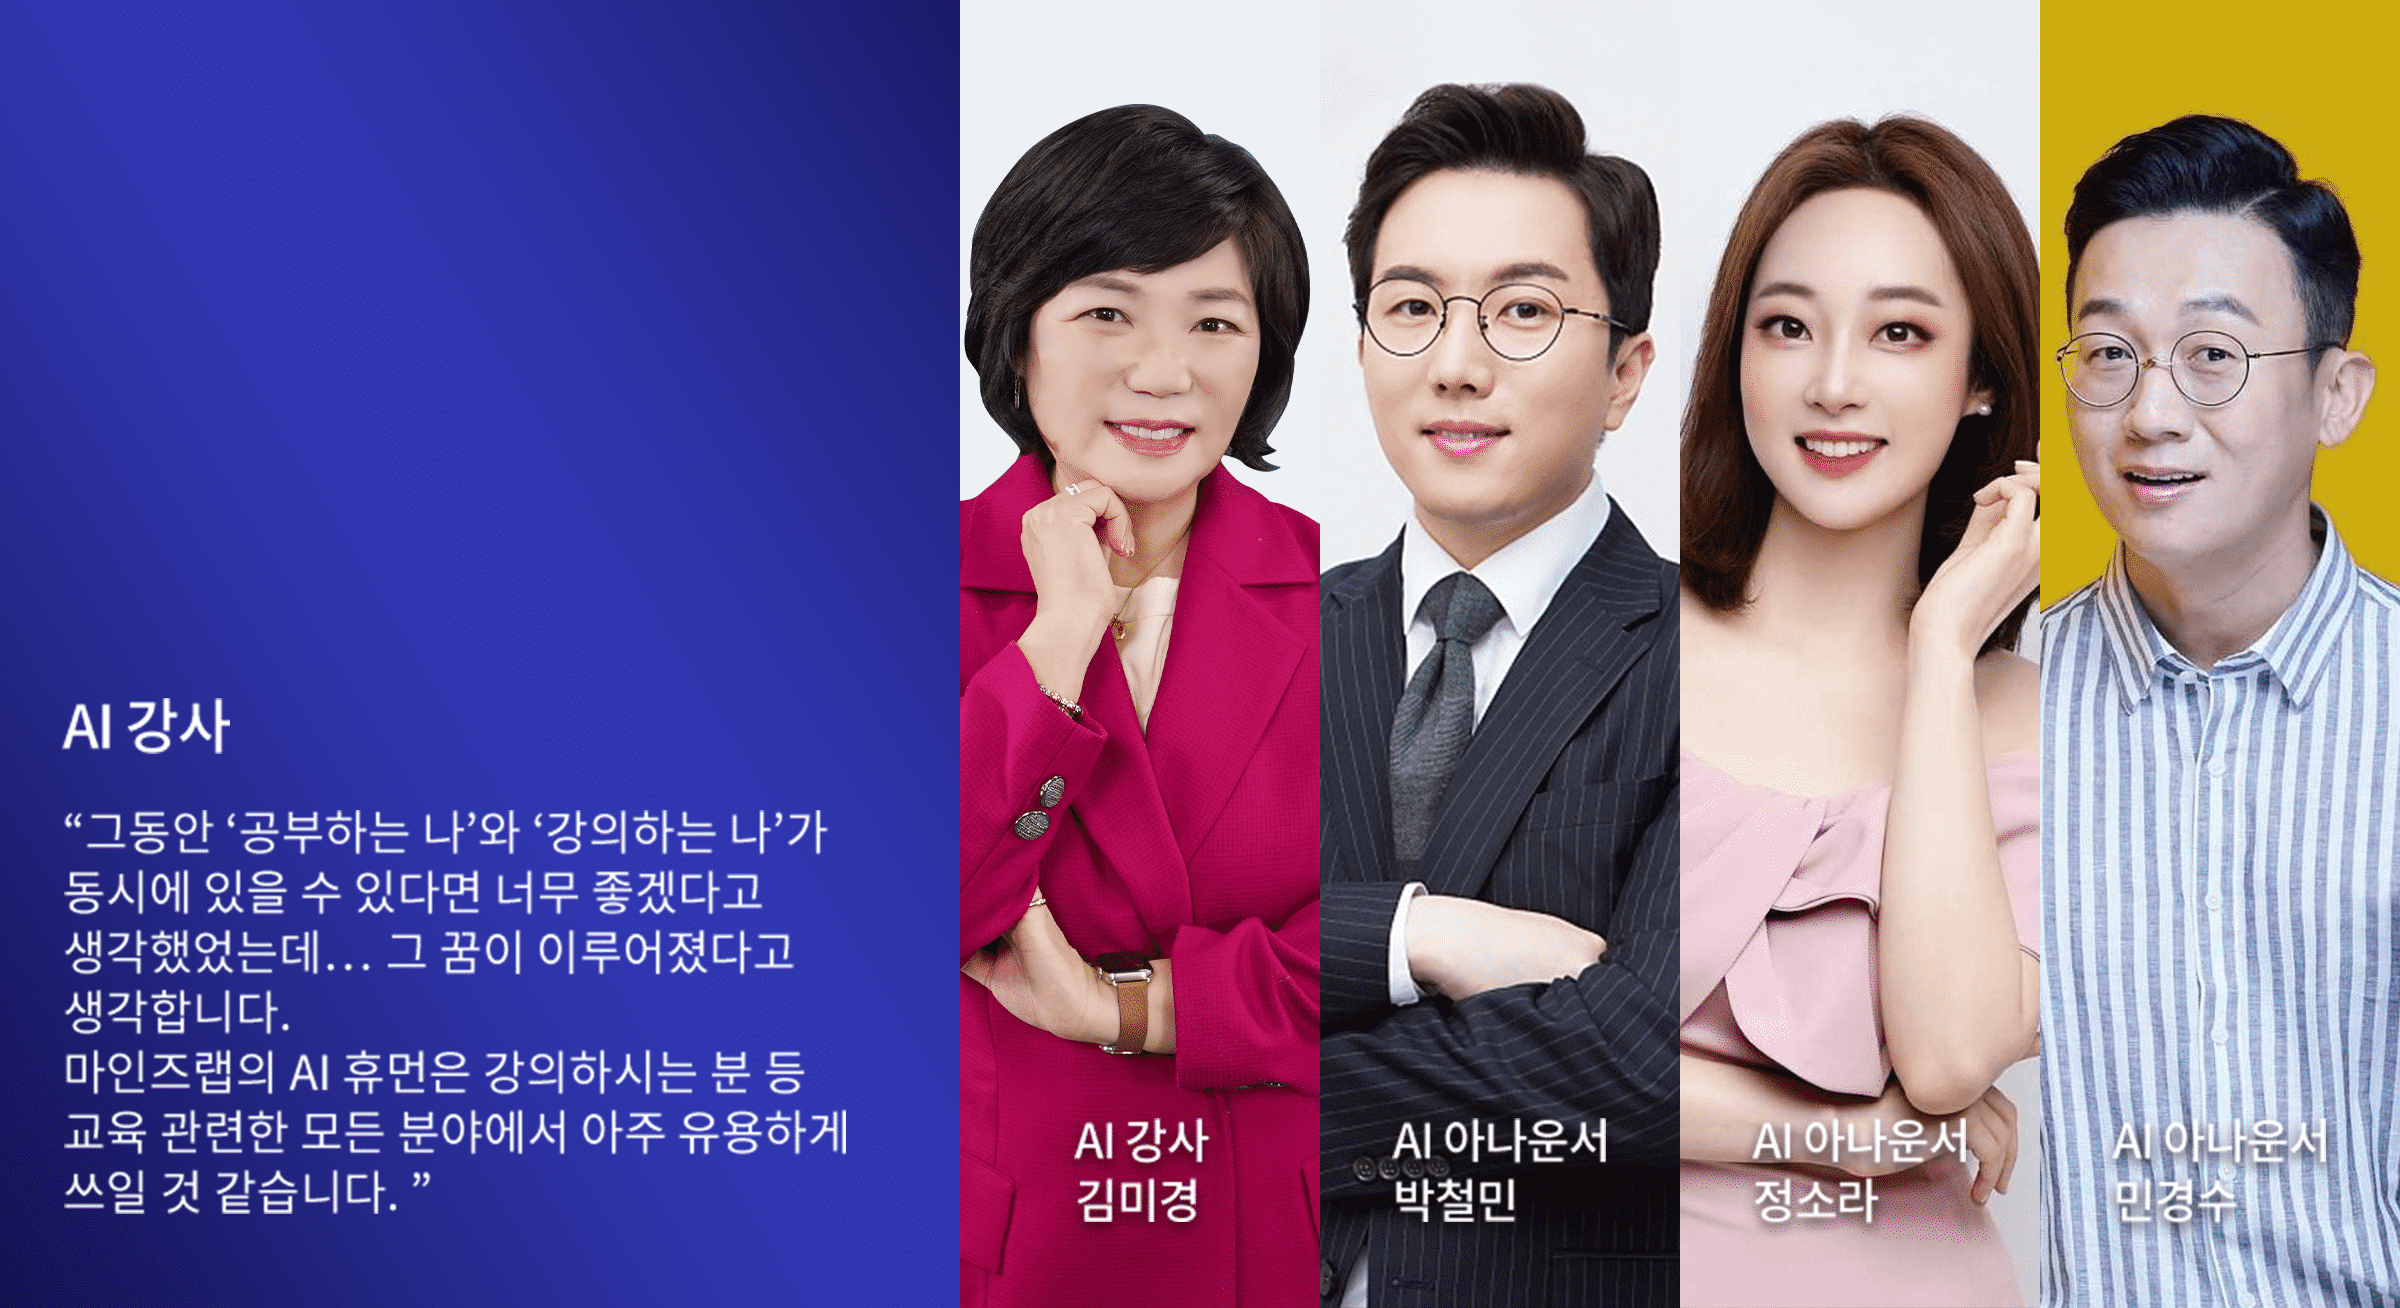 AI 강사
“그동안 ‘공부하는 나’와 ‘강의하는 나’가
동시에 있을 수 있다면 너무 좋겠다고
생각했었는데... 그 꿈이 이루어졌다고
생각합니다.
마인즈랩의 AI 휴먼은 강의하시는 분 등
교육 관련한 모든 분야에서 아주 유용하게
쓰일 것 같습니다. ”
AI 강사
김미경
AI 아나운서
박철민
AI 아나운서
정소라
AI 아나운서
민경수